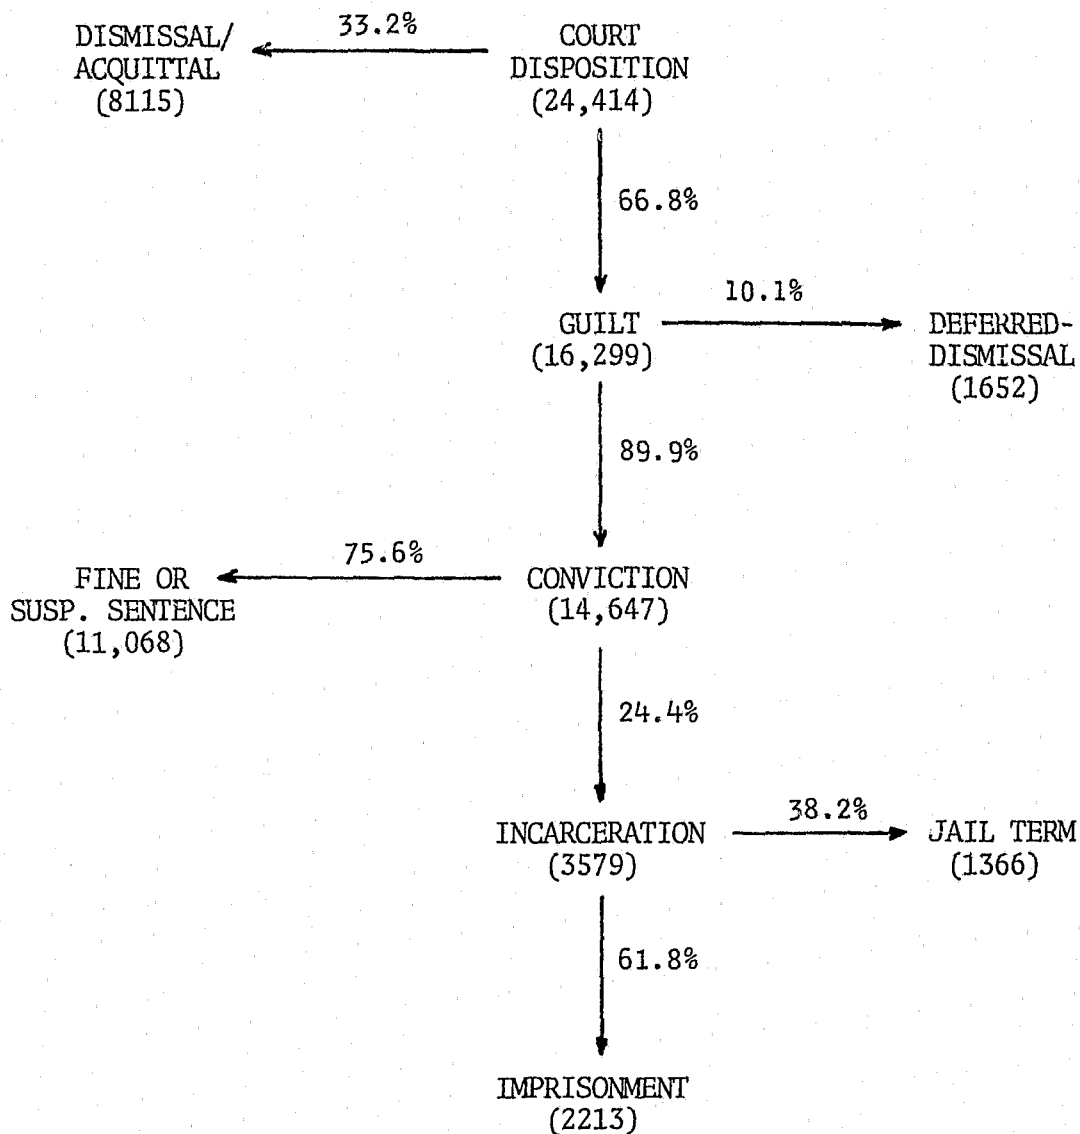 DISMISSAL/
ACQUITTAL
(8115)
33.2%
COURT
DISPOSITION
(24,414)
66.8%
GUILT
(16,299)
10.1%
DEFERRED-
DISMISSAL
(1652)
89.9%
FINE OR
SUSP. SENTENCE
(11,068)
75.6%
CONVICTION
(14,647)
24.4%
INCARCERATION
(3579)
38.2%
JAIL TERM
(1366)
61.8%
IMPRISONMENT
(2213)